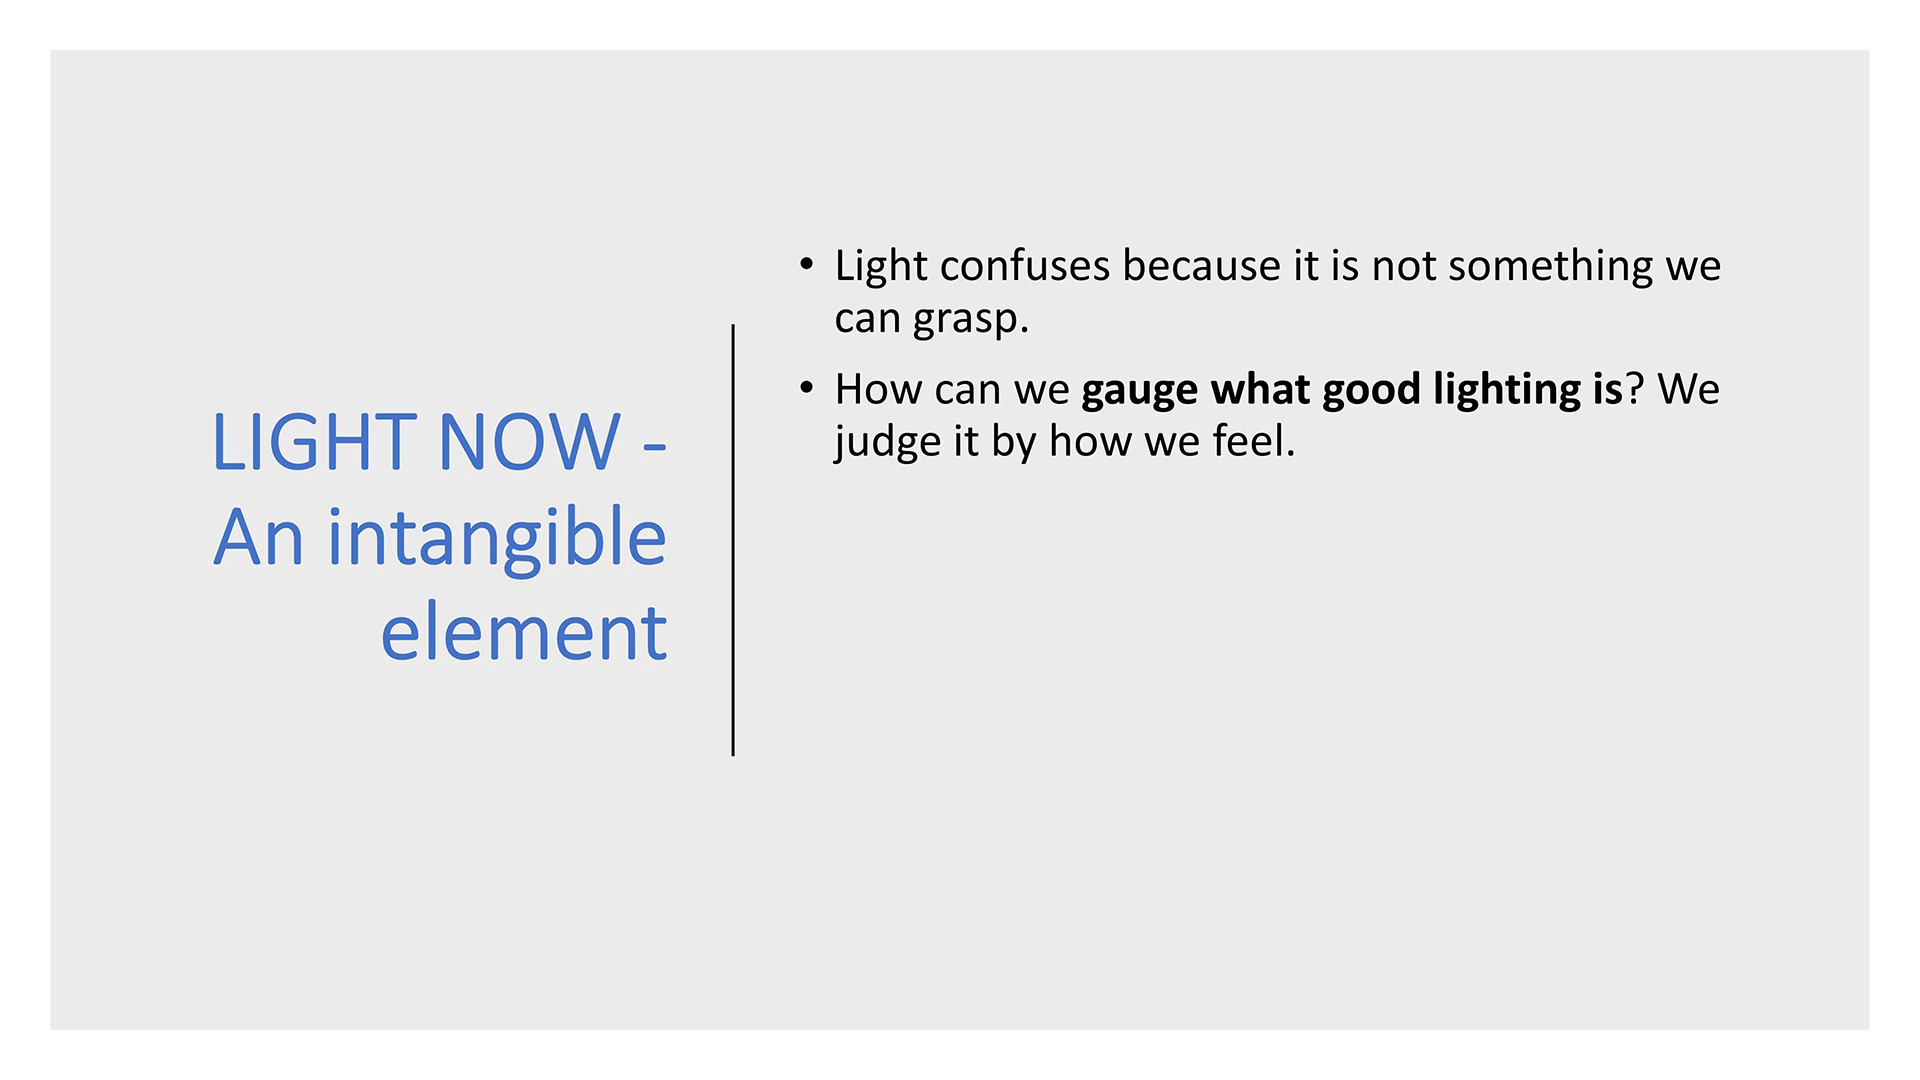 LIGHT NOW -
An intangible
element
• Light confuses because it is not something we
can grasp.
• How can we gauge what good lighting is? We
judge it by how we feel.